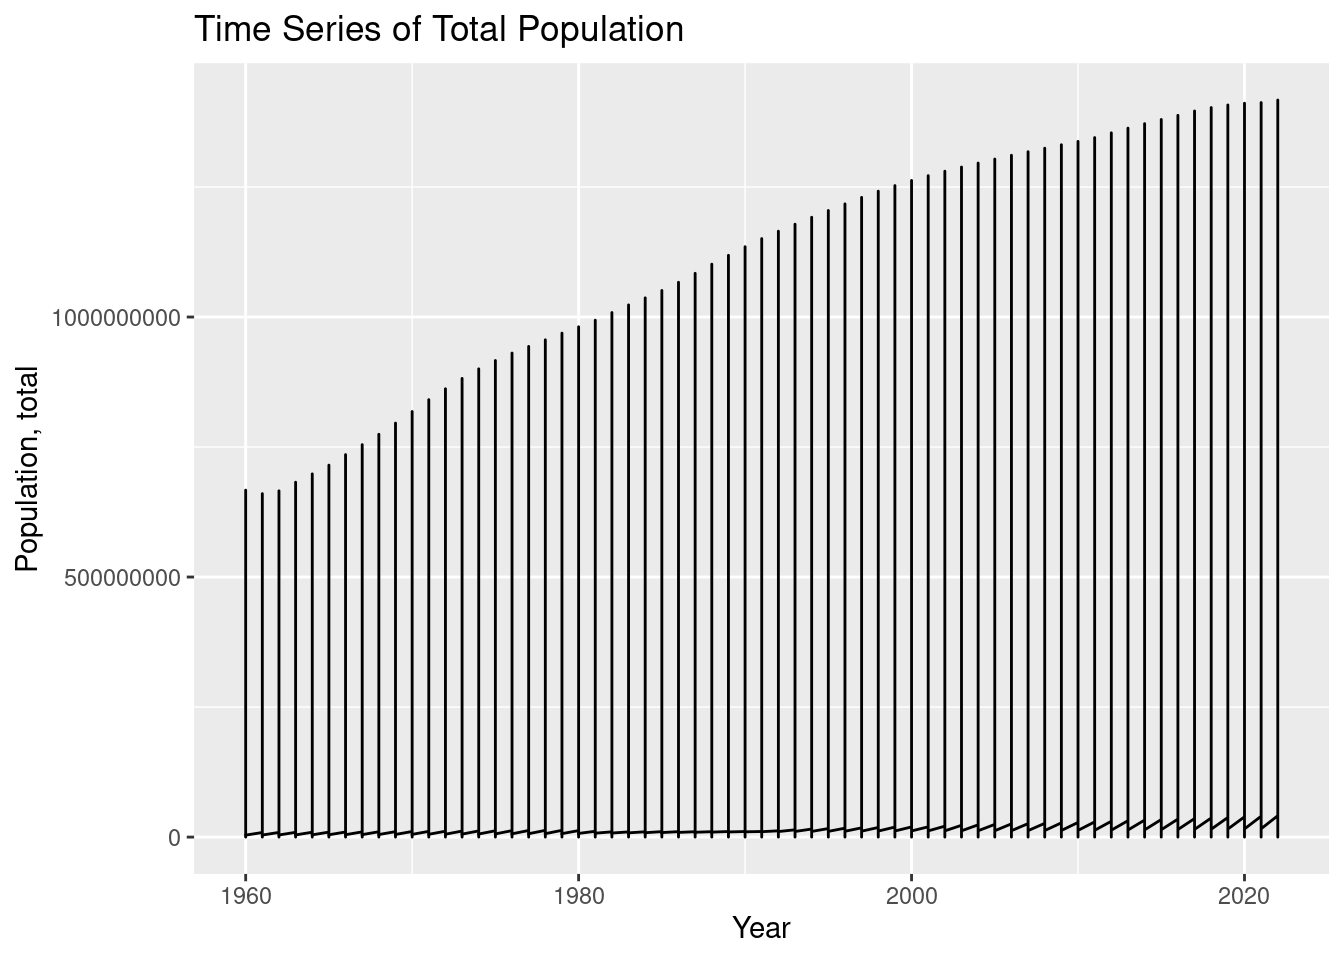 Time Series of Total Population
Population, total
1000000000
500000000
0
1960
1980
2000
2020
Year